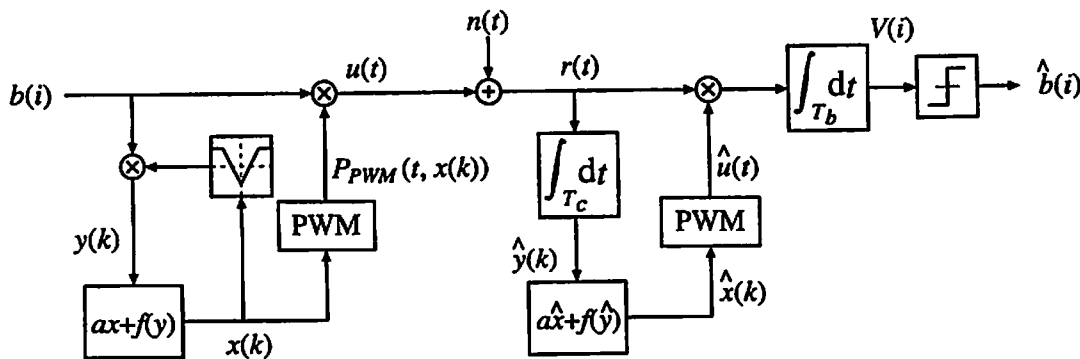 n(t)
V(i)
b(i)
u(t)
r(t)
∫_{T_b} dt
b̂(i)
P_{PWM}(t, x(k))
∫_{T_c} dt
û(t)
PWM
PWM
y(k)
ŷ(k)
x̂(k)
ax+f(y)
x(k)
ax̂+f(ŷ)